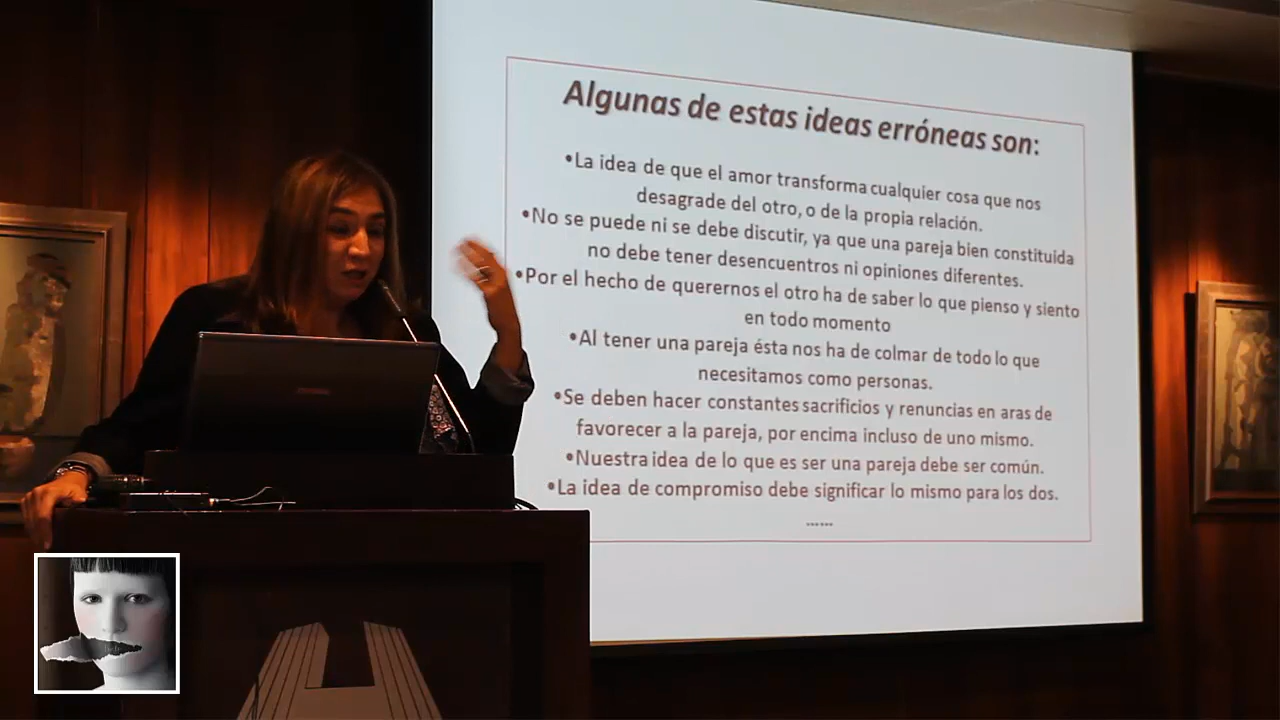 Algunas de estas ideas erróneas son:
•La idea de que el amor transforma cualquier cosa que nos
desagrade del otro, o de la propia relación.
•No se puede ni se debe discutir, ya que una pareja bien constituida
no debe tener desencuentros ni opiniones diferentes.
•Por el hecho de querernos el otro ha de saber lo que pienso y siento
en todo momento
•Al tener una pareja ésta nos ha de colmar de todo lo que
necesitamos como personas.
•Se deben hacer constantes sacrificios y renuncias en aras de
favorecer a la pareja, por encima incluso de uno mismo.
•Nuestra idea de lo que es ser una pareja debe ser común.
•La idea de compromiso debe significar lo mismo para los dos.
......